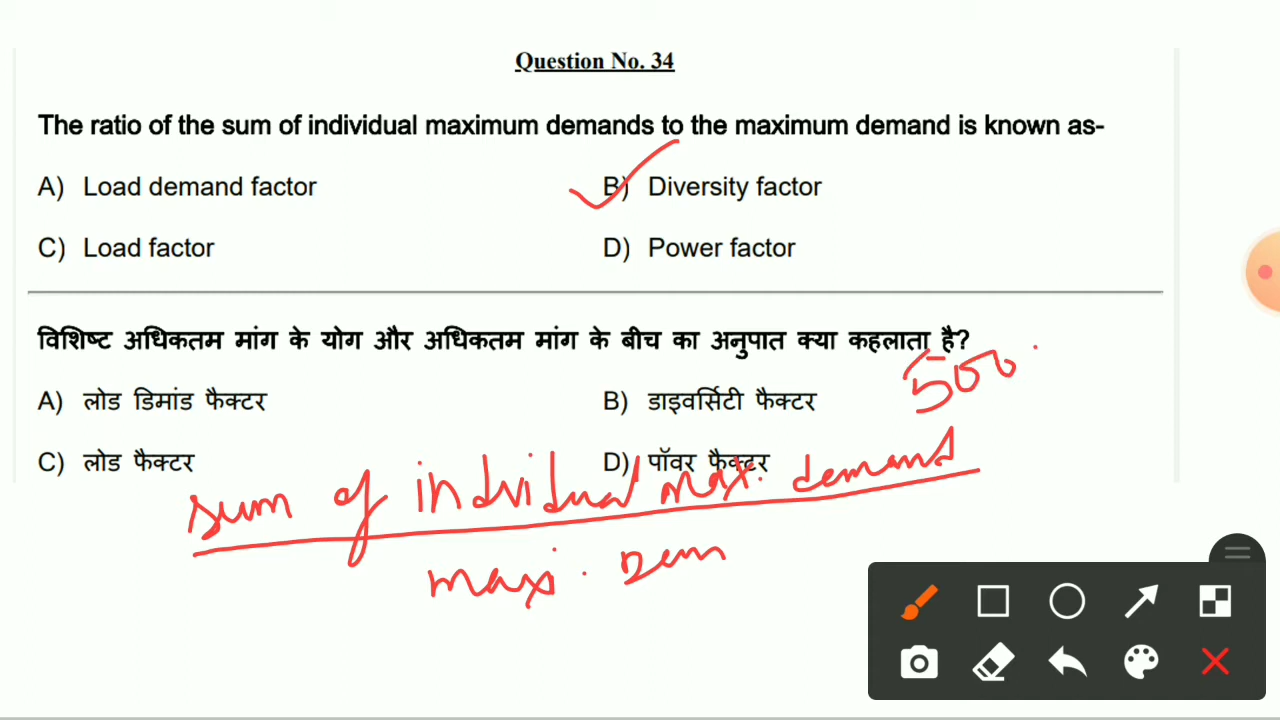 Question No. 34
The ratio of the sum of individual maximum demands to the maximum demand is known as-
A) Load demand factor B) Diversity factor
C) Load factor D) Power factor
विशिष्ट अधिकतम मांग के योग और अधिकतम मांग के बीच का अनुपात क्या कहलाता है?
500
A) लोड डिमांड फैक्टर B) डाइवर्सिटी फैक्टर
C) लोड फैक्टर D) पॉवर फैक्टर
sum of individual max. demand
maxi. Dem